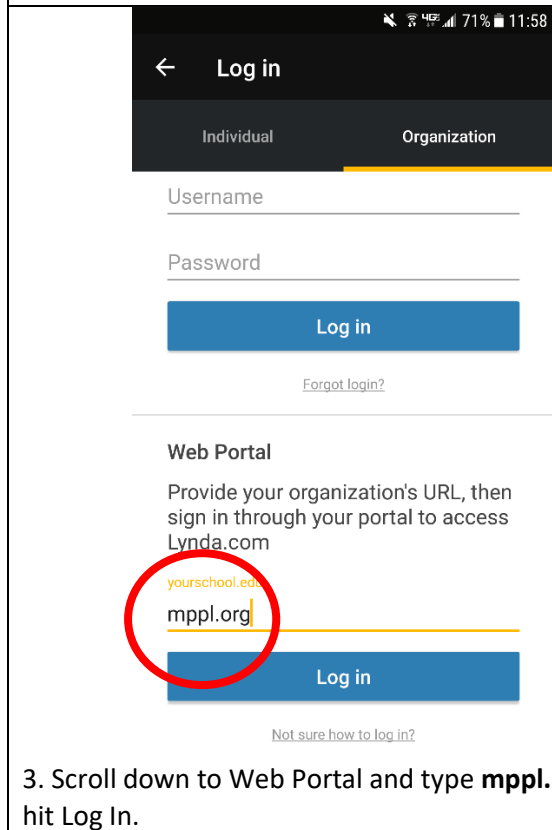 71% 11:58
Log in
Individual Organization
Username
Password
Log in
Forgot login?
Web Portal
Provide your organization's URL, then
sign in through your portal to access
Lynda.com
yourschool.edu
mppl.org
Log in
Not sure how to log in?
3. Scroll down to Web Portal and type mppl.
hit Log In.